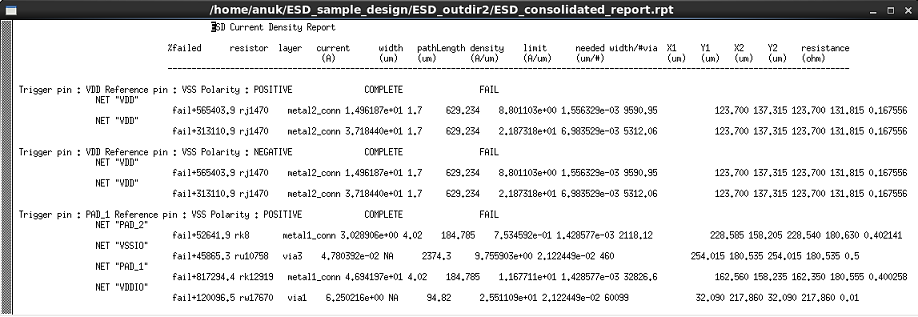 /home/anuk/ESD_sample_design/ESD_outdir2/ESD_consolidated_report.rpt
ESD Current Density Report
%failed resistor layer current width pathLength density limit needed width/#via X1 Y1 X2 Y2 resistance
(A) (um) (um) (A/um) (A/um) (um/#) (um) (um) (um) (um) (ohm)
Trigger pin : VDD Reference pin : VSS Polarity : POSITIVE COMPLETE FAIL
NET "VDD"
fail+565403.9 rj1470 metal2_conn 1.496187e+01 1.7 629.234 8.801103e+00 1.556329e-03 9590.95 123.700 137.315 123.700 131.815 0.167556
NET "VDD"
fail+313110.9 rj1470 metal2_conn 3.718440e+01 1.7 629.234 2.187318e+01 6.983529e-03 5312.06 123.700 137.315 123.700 131.815 0.167556
Trigger pin : VDD Reference pin : VSS Polarity : NEGATIVE COMPLETE FAIL
NET "VDD"
fail+565403.9 rj1470 metal2_conn 1.496187e+01 1.7 629.234 8.801103e+00 1.556329e-03 9590.95 123.700 137.315 123.700 131.815 0.167556
NET "VDD"
fail+313110.9 rj1470 metal2_conn 3.718440e+01 1.7 629.234 2.187318e+01 6.983529e-03 5312.06 123.700 137.315 123.700 131.815 0.167556
Trigger pin : PAD_1 Reference pin : VSS Polarity : POSITIVE COMPLETE FAIL
NET "PAD_2"
fail+52641.9 rk8 metal1_conn 3.028906e+00 4.02 184.785 7.534592e-01 1.428577e-03 2118.12 228.585 158.205 228.540 180.630 0.402141
NET "VSSIO"
fail+45865.3 ru10758 via3 4.780392e-02 NA 2374.3 9.755903e+00 2.122449e-02 460 254.015 180.535 254.015 180.535 0.5
NET "PAD_1"
fail+817294.4 rk12919 metal1_conn 4.694197e+01 4.02 184.785 1.167711e+01 1.428577e-03 32826.6 162.560 158.235 162.350 180.555 0.400258
NET "VDDIO"
fail+120096.5 rw17670 via1 6.250216e+00 NA 94.82 2.551109e+01 2.122449e-02 60099 32.090 217.860 32.090 217.860 0.01